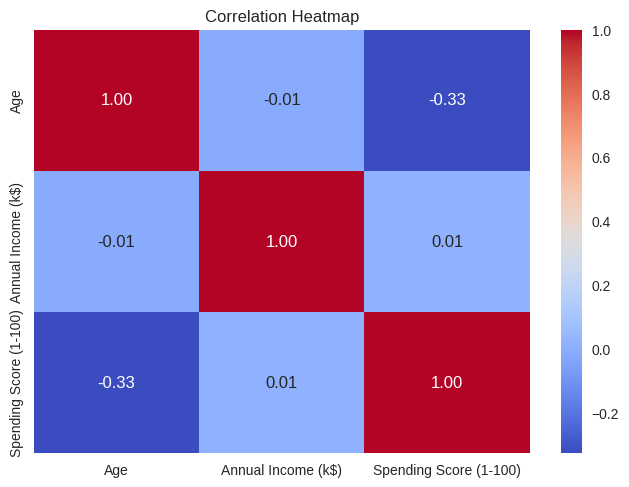 Correlation Heatmap
Age
1.00
-0.01
-0.33
Annual Income (k$)
-0.01
1.00
0.01
Spending Score (1-100)
-0.33
0.01
1.00
Age
Annual Income (k$)
Spending Score (1-100)
1.0
0.8
0.6
0.4
0.2
0.0
−0.2